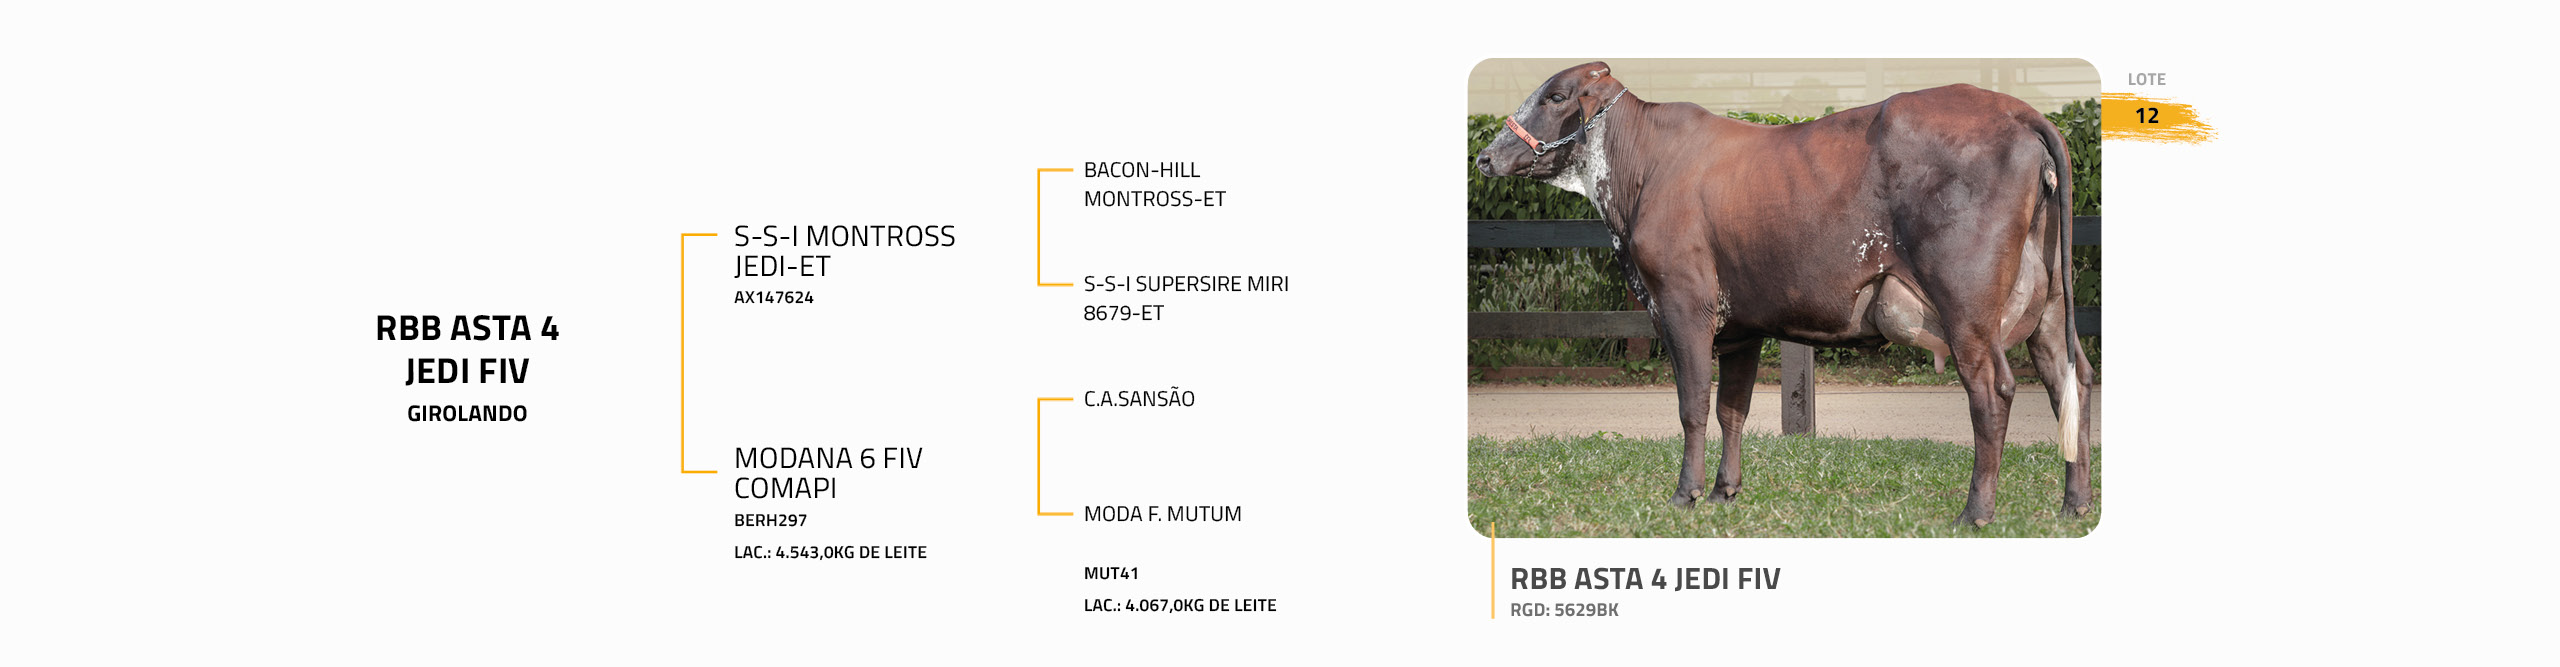 RBB ASTA 4
JEDI FIV
GIROLANDO
S-S-I MONTROSS
JEDI-ET
AX147624
MODANA 6 FIV
COMAPI
BERH297
LAC.: 4.543,0KG DE LEITE
BACON-HILL
MONTROSS-ET
S-S-I SUPERSIRE MIRI
8679-ET
C.A.SANSÃO
MODA F. MUTUM
MUT41
LAC.: 4.067,0KG DE LEITE
LOTE
12
RBB ASTA 4 JEDI FIV
RGD: 5629BK